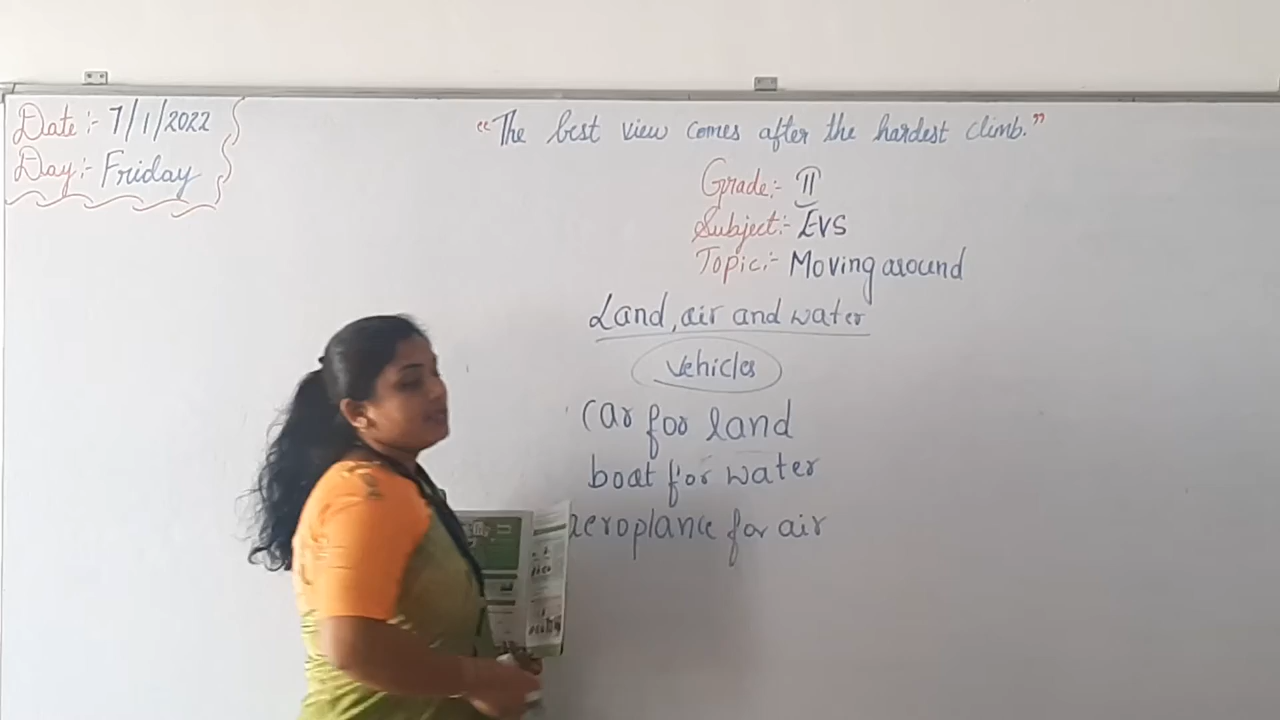 Date:- 7/1/2022
Day:- Friday
"The best view comes after the hardest climb."
Grade:- II
Subject:- EVS
Topic:- Moving around
Land, air and water
vehicles
Car for land
boat for water
aeroplance for air